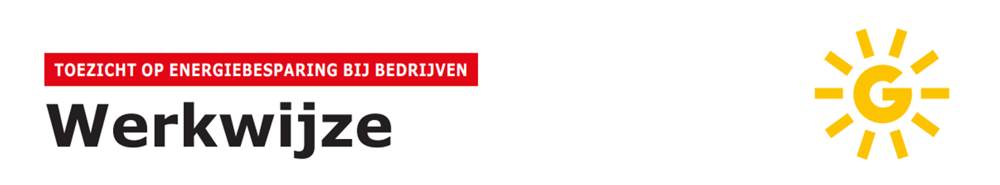 TOEZICHT OP ENERGIEBESPARING BIJ BEDRIJVEN
Werkwijze
G